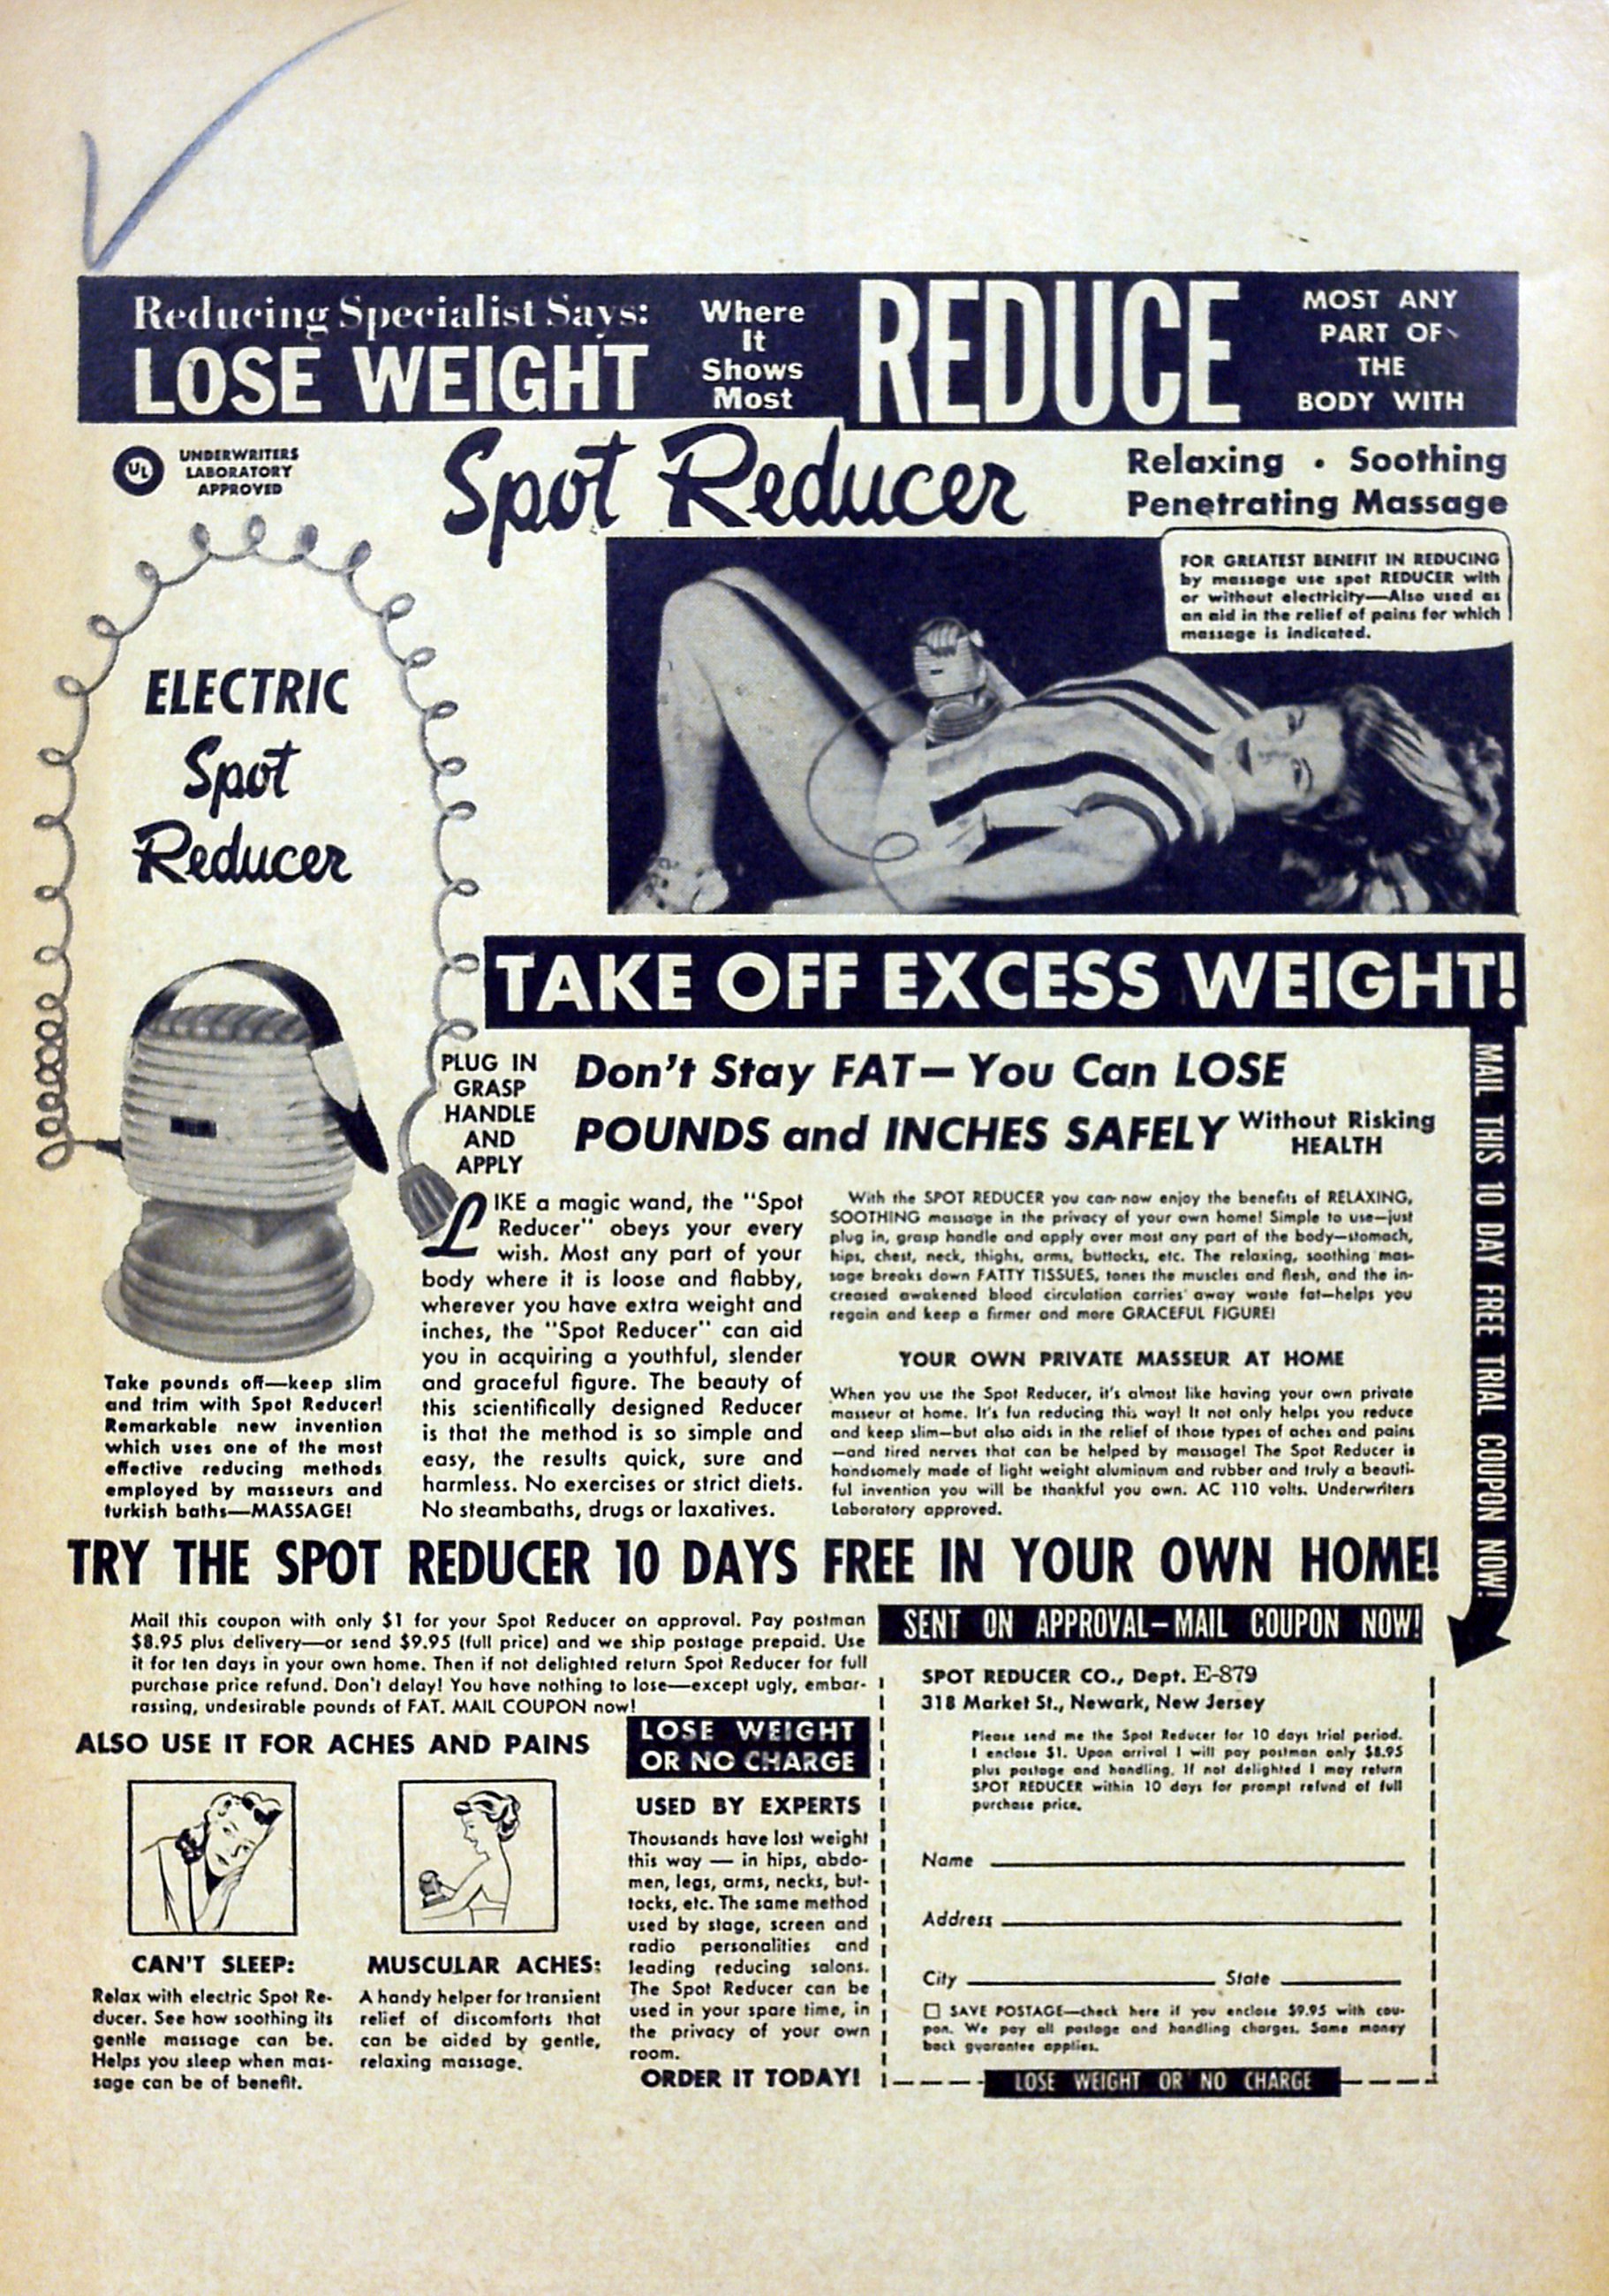 Reducing Specialist Says:
LOSE WEIGHT
Where
It
Shows
Most
REDUCE
MOST ANY
PART OF
THE
BODY WITH
UL
UNDERWRITERS
LABORATORY
APPROVED
Spot Reducer
Relaxing • Soothing
Penetrating Massage
FOR GREATEST BENEFIT IN REDUCING
by massage use spot REDUCER with
or without electricity—Also used as
an aid in the relief of pains for which
massage is indicated.
ELECTRIC
Spot
Reducer
TAKE OFF EXCESS WEIGHT!
PLUG IN
GRASP
HANDLE
AND
APPLY
Don't Stay FAT—You Can LOSE
POUNDS and INCHES SAFELY Without Risking
HEALTH
Take pounds off—keep slim
and trim with Spot Reducer!
Remarkable new invention
which uses one of the most
effective reducing methods
employed by masseurs and
turkish baths—MASSAGE!
LIKE a magic wand, the "Spot
Reducer" obeys your every
wish. Most any part of your
body where it is loose and flabby,
wherever you have extra weight and
inches, the "Spot Reducer" can aid
you in acquiring a youthful, slender
and graceful figure. The beauty of
this scientifically designed Reducer
is that the method is so simple and
easy, the results quick, sure and
harmless. No exercises or strict diets.
No steambaths, drugs or laxatives.
With the SPOT REDUCER you can now enjoy the benefits of RELAXING,
SOOTHING massage in the privacy of your own home! Simple to use—just
plug in, grasp handle and apply over most any part of the body—stomach,
hips, chest, neck, thighs, arms, buttocks, etc. The relaxing, soothing mas-
sage breaks down FATTY TISSUES, tones the muscles and flesh, and the in-
creased awakened blood circulation carries away waste fat—helps you
regain and keep a firmer and more GRACEFUL FIGURE!
YOUR OWN PRIVATE MASSEUR AT HOME
When you use the Spot Reducer, it's almost like having your own private
masseur at home. It's fun reducing this way! It not only helps you reduce
and keep slim—but also aids in the relief of those types of aches and pains
—and tired nerves that can be helped by massage! The Spot Reducer is
handsomely made of light weight aluminum and rubber and truly a beauti-
ful invention you will be thankful you own. AC 110 volts. Underwriters
Laboratory approved.
MAIL THIS 10 DAY FREE TRIAL COUPON NOW!
TRY THE SPOT REDUCER 10 DAYS FREE IN YOUR OWN HOME!
Mail this coupon with only $1 for your Spot Reducer on approval. Pay postman
$8.95 plus delivery—or send $9.95 (full price) and we ship postage prepaid. Use
it for ten days in your own home. Then if not delighted return Spot Reducer for full
purchase price refund. Don't delay! You have nothing to lose—except ugly, embar-
rassing, undesirable pounds of FAT. MAIL COUPON now!
ALSO USE IT FOR ACHES AND PAINS
CAN'T SLEEP:
Relax with electric Spot Re-
ducer. See how soothing its
gentle massage can be.
Helps you sleep when mas-
sage can be of benefit.
MUSCULAR ACHES:
A handy helper for transient
relief of discomforts that
can be aided by gentle,
relaxing massage.
LOSE WEIGHT
OR NO CHARGE
USED BY EXPERTS
Thousands have lost weight
this way — in hips, abdo-
men, legs, arms, necks, but-
tocks, etc. The same method
used by stage, screen and
radio personalities and
leading reducing salons.
The Spot Reducer can be
used in your spare time, in
the privacy of your own
room.
ORDER IT TODAY!
SENT ON APPROVAL—MAIL COUPON NOW!
SPOT REDUCER CO., Dept. E-879
318 Market St., Newark, New Jersey
Please send me the Spot Reducer for 10 days trial period.
I enclose $1. Upon arrival I will pay postman only $8.95
plus postage and handling. If not delighted I may return
SPOT REDUCER within 10 days for prompt refund of full
purchase price.
Name
Address
City State
SAVE POSTAGE—check here if you enclose $9.95 with cou-
pon. We pay all postage and handling charges. Same money
back guarantee applies.
LOSE WEIGHT OR NO CHARGE